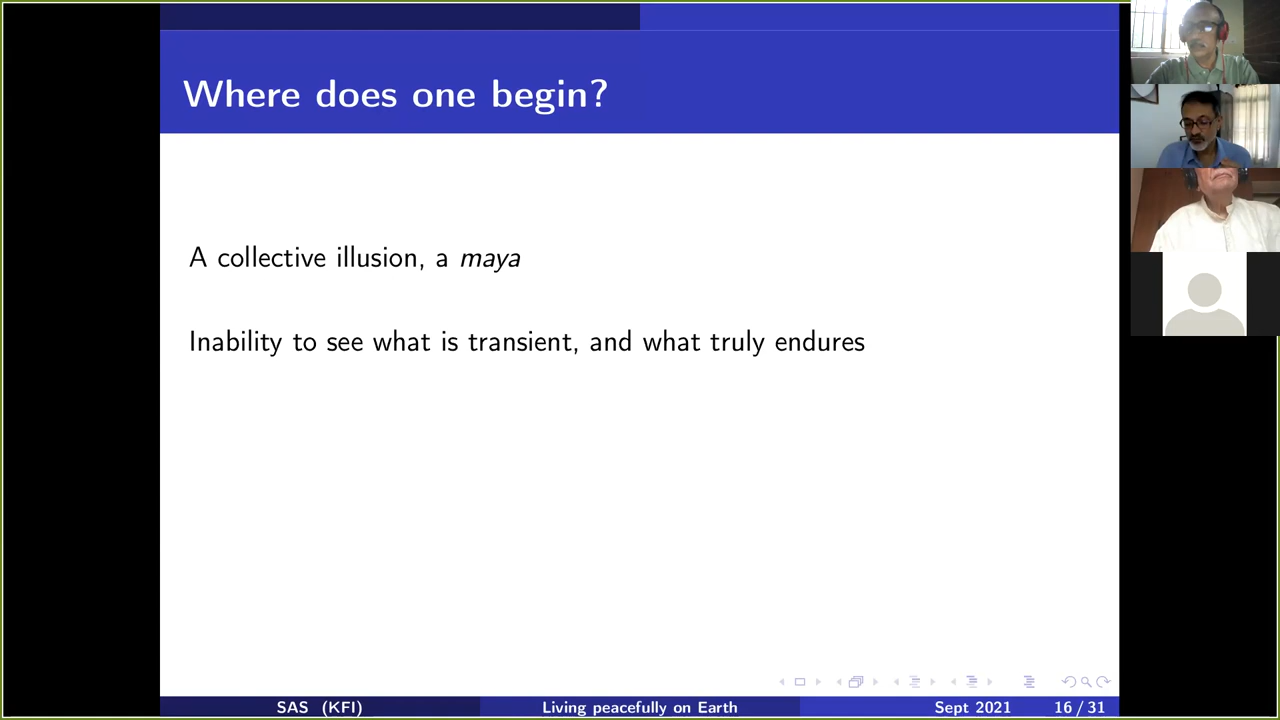 Where does one begin?
A collective illusion, a maya
Inability to see what is transient, and what truly endures
SAS (KFI) Living peacefully on Earth Sept 2021 16 / 31